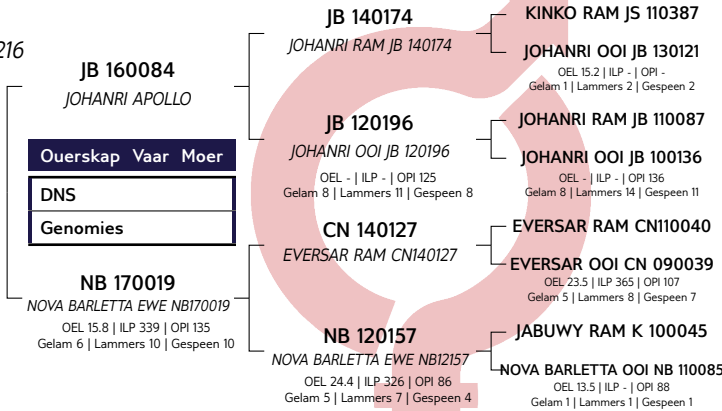 216
JB 160084
JOHANRI APOLLO
Ouerskap Vaar Moer
DNS
Genomies
NB 170019
NOVA BARLETTA EWE NB170019
OEL 15.8 | ILP 339 | OPI 135
Gelam 6 | Lammers 10 | Gespeen 10
JB 140174
JOHANRI RAM JB 140174
JB 120196
JOHANRI OOI JB 120196
OEL - | ILP - | OPI 125
Gelam 8 | Lammers 11 | Gespeen 8
CN 140127
EVERSAR RAM CN140127
NB 120157
NOVA BARLETTA EWE NB12157
OEL 24.4 | ILP 326 | OPI 86
Gelam 5 | Lammers 7 | Gespeen 4
KINKO RAM JS 110387
JOHANRI OOI JB 130121
OEL 15.2 | ILP - | OPI -
Gelam 1 | Lammers 2 | Gespeen 2
JOHANRI RAM JB 110087
JOHANRI OOI JB 100136
OEL - | ILP - | OPI 136
Gelam 8 | Lammers 14 | Gespeen 11
EVERSAR RAM CN110040
EVERSAR OOI CN 090039
OEL 23.5 | ILP 365 | OPI 107
Gelam 5 | Lammers 8 | Gespeen 7
JABUWY RAM K 100045
NOVA BARLETTA OOI NB 110085
OEL 13.5 | ILP - | OPI 88
Gelam 1 | Lammers 1 | Gespeen 1